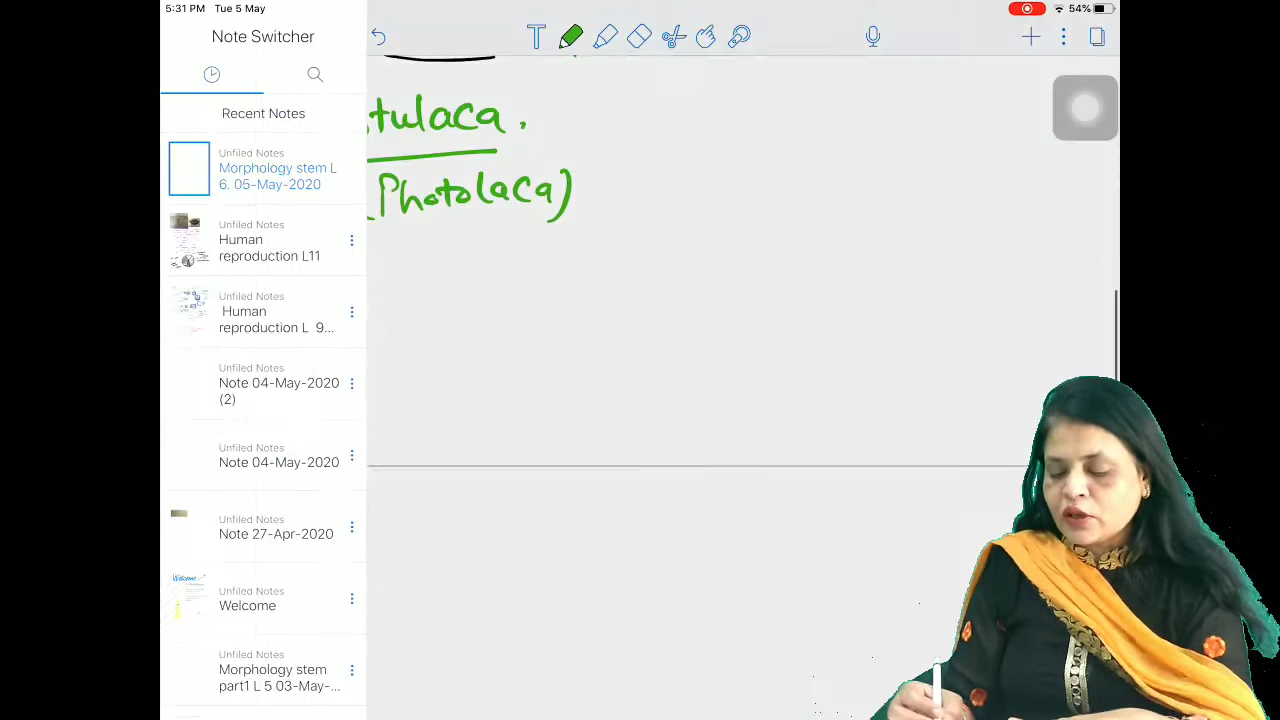 5:31 PM Tue 5 May
54%
Note Switcher
Recent Notes
Unfiled Notes
Morphology stem L
6. 05-May-2020
Unfiled Notes
Human
reproduction L11
Unfiled Notes
Human
reproduction L 9...
Unfiled Notes
Note 04-May-2020
(2)
Unfiled Notes
Note 04-May-2020
Unfiled Notes
Note 27-Apr-2020
Unfiled Notes
Welcome
Unfiled Notes
Morphology stem
part1 L 5 03-May-...
T
tulaca.
(Photolaca)
Welcome